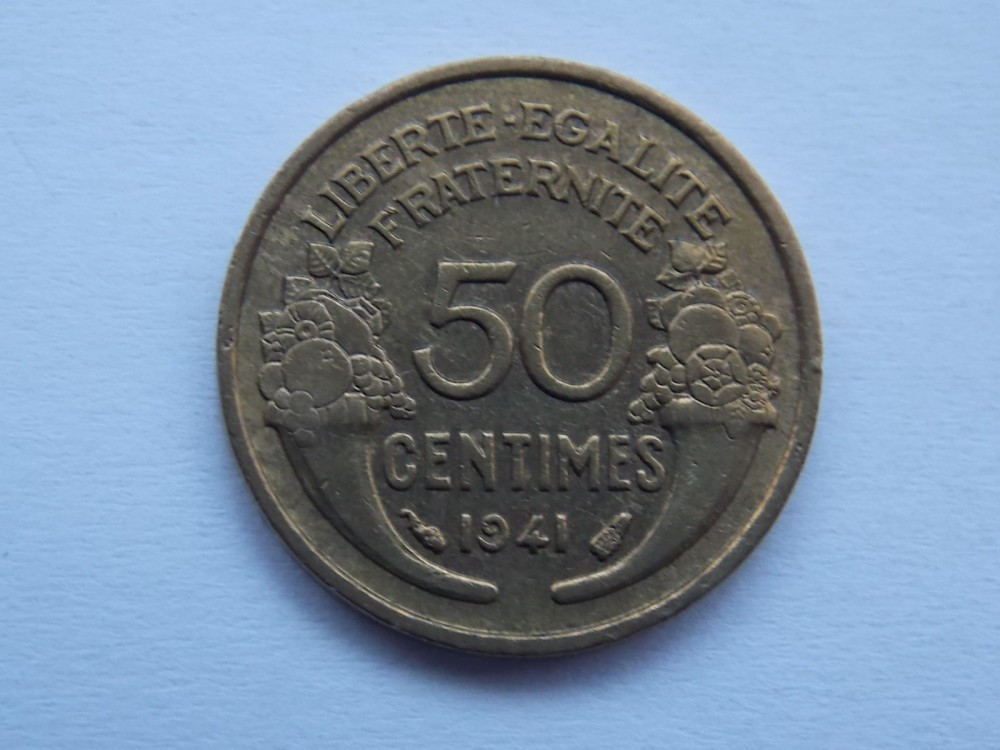 LIBERTE · EGALITE
FRATERNITE
50
CENTIMES
1941